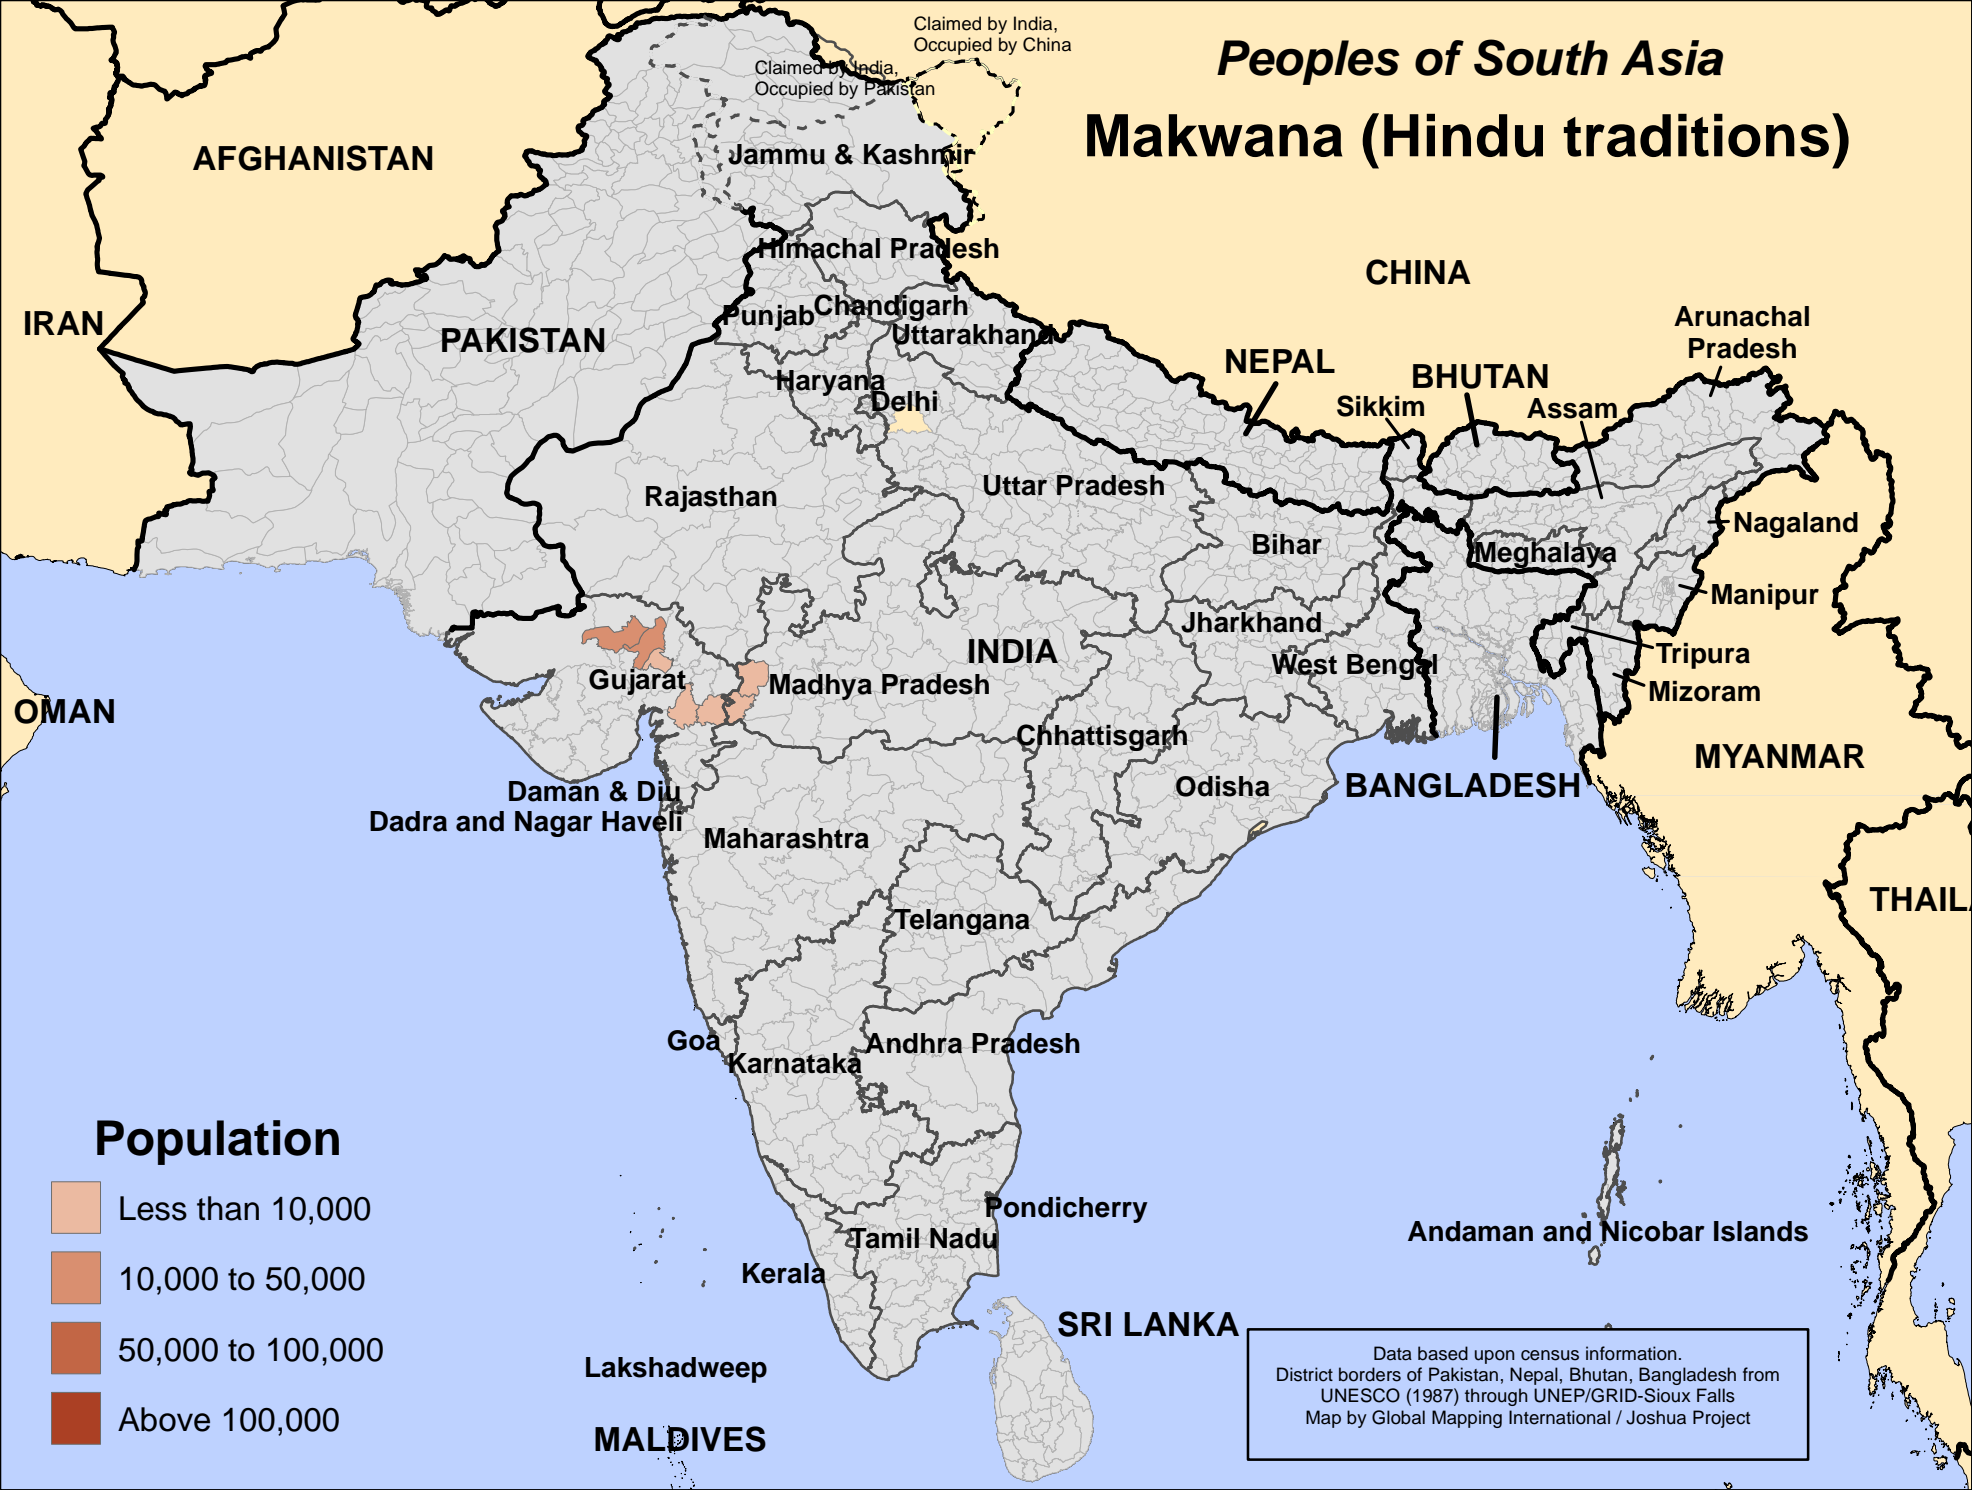 Claimed by India,
Occupied by China
Peoples of South Asia
Claimed by India,
Occupied by Pakistan
Makwana (Hindu traditions)
AFGHANISTAN
Jammu & Kashmir
Himachal Pradesh
CHINA
IRAN
PAKISTAN
Punjab
Chandigarh
Uttarakhand
Arunachal
Pradesh
NEPAL
BHUTAN
Haryana
Delhi
Sikkim
Assam
Rajasthan
Uttar Pradesh
Nagaland
Bihar
Meghalaya
Manipur
Jharkhand
INDIA
West Bengal
Tripura
Gujarat
Madhya Pradesh
Mizoram
OMAN
Chhattisgarh
MYANMAR
Odisha
BANGLADESH
Daman & Diu
Dadra and Nagar Haveli
Maharashtra
THAIL
Telangana
Goa
Karnataka
Andhra Pradesh
Population
Less than 10,000
10,000 to 50,000
50,000 to 100,000
Above 100,000
Pondicherry
Tamil Nadu
Kerala
Andaman and Nicobar Islands
SRI LANKA
Lakshadweep
MALDIVES
Data based upon census information.
District borders of Pakistan, Nepal, Bhutan, Bangladesh from
UNESCO (1987) through UNEP/GRID-Sioux Falls
Map by Global Mapping International / Joshua Project